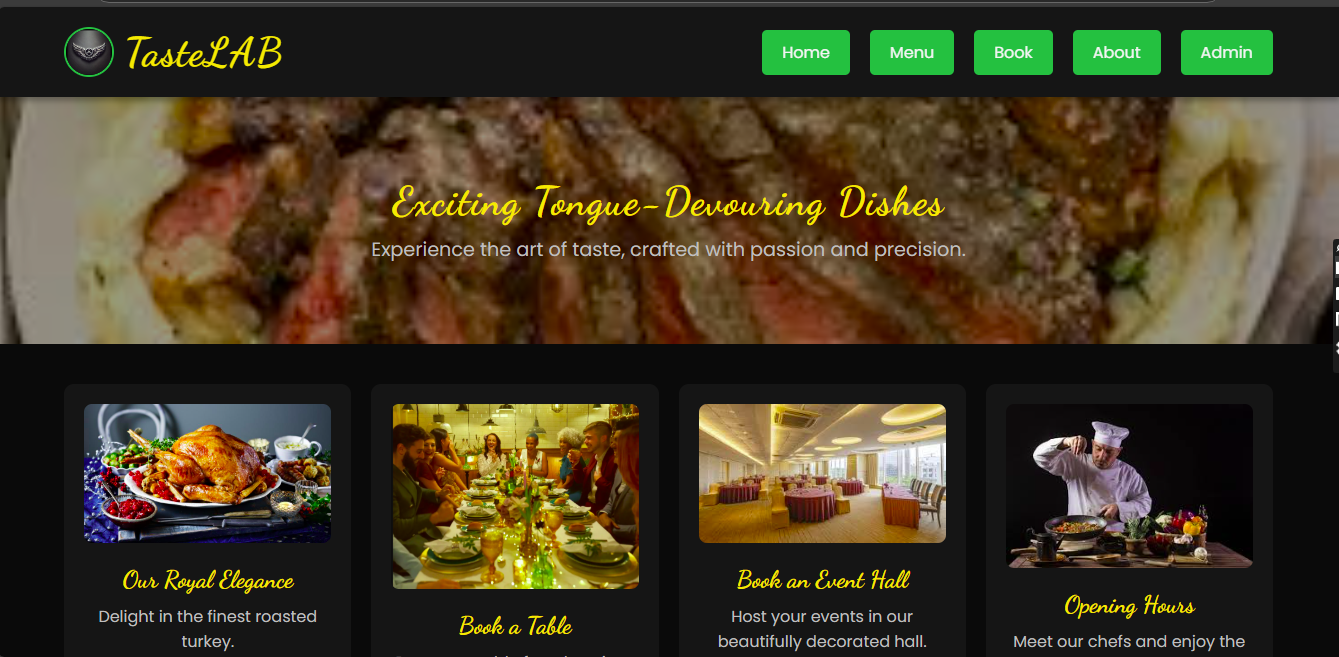 TasteLAB
Home
Menu
Book
About
Admin
Exciting Tongue-Devouring Dishes
Experience the art of taste, crafted with passion and precision.
Our Royal Elegance
Delight in the finest roasted
turkey.
Book a Table
Book an Event Hall
Host your events in our
beautifully decorated hall.
Opening Hours
Meet our chefs and enjoy the